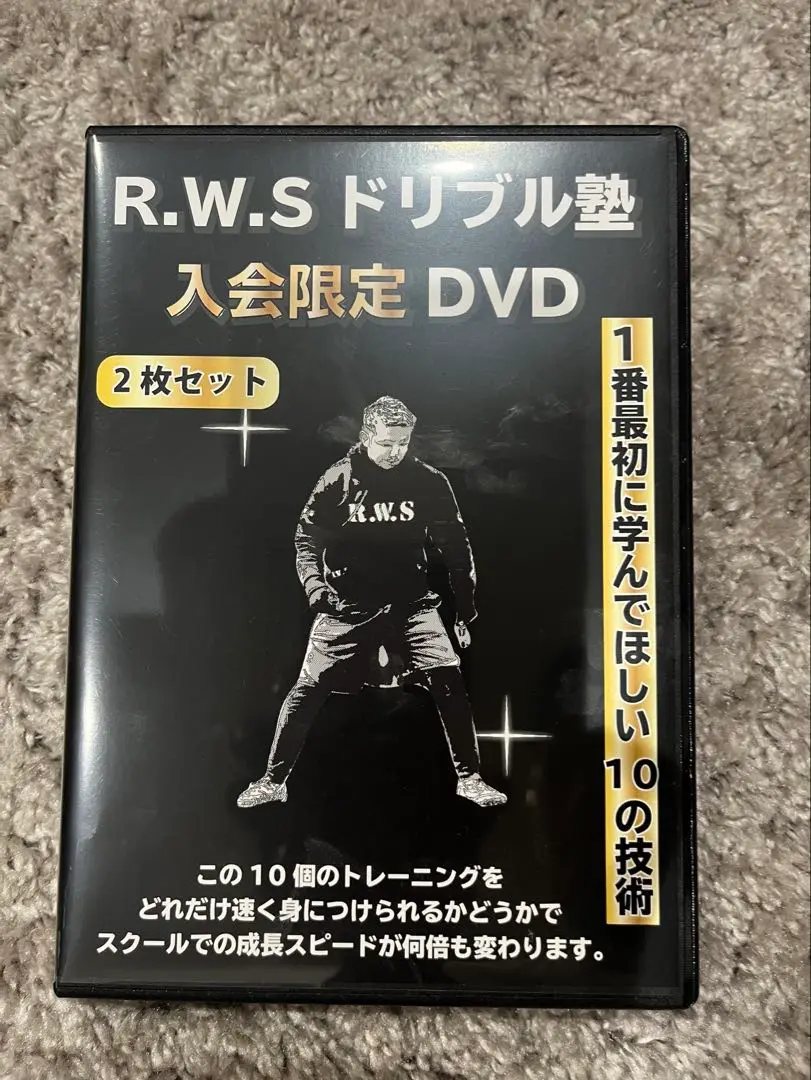 R.W.S ドリブル塾
入会限定 DVD
2枚セット
1番最初に学んでほしい 10の技術
R.W.S
この10個のトレーニングを
どれだけ速く身につけられるかどうかで
スクールでの成長スピードが何倍も変わります。